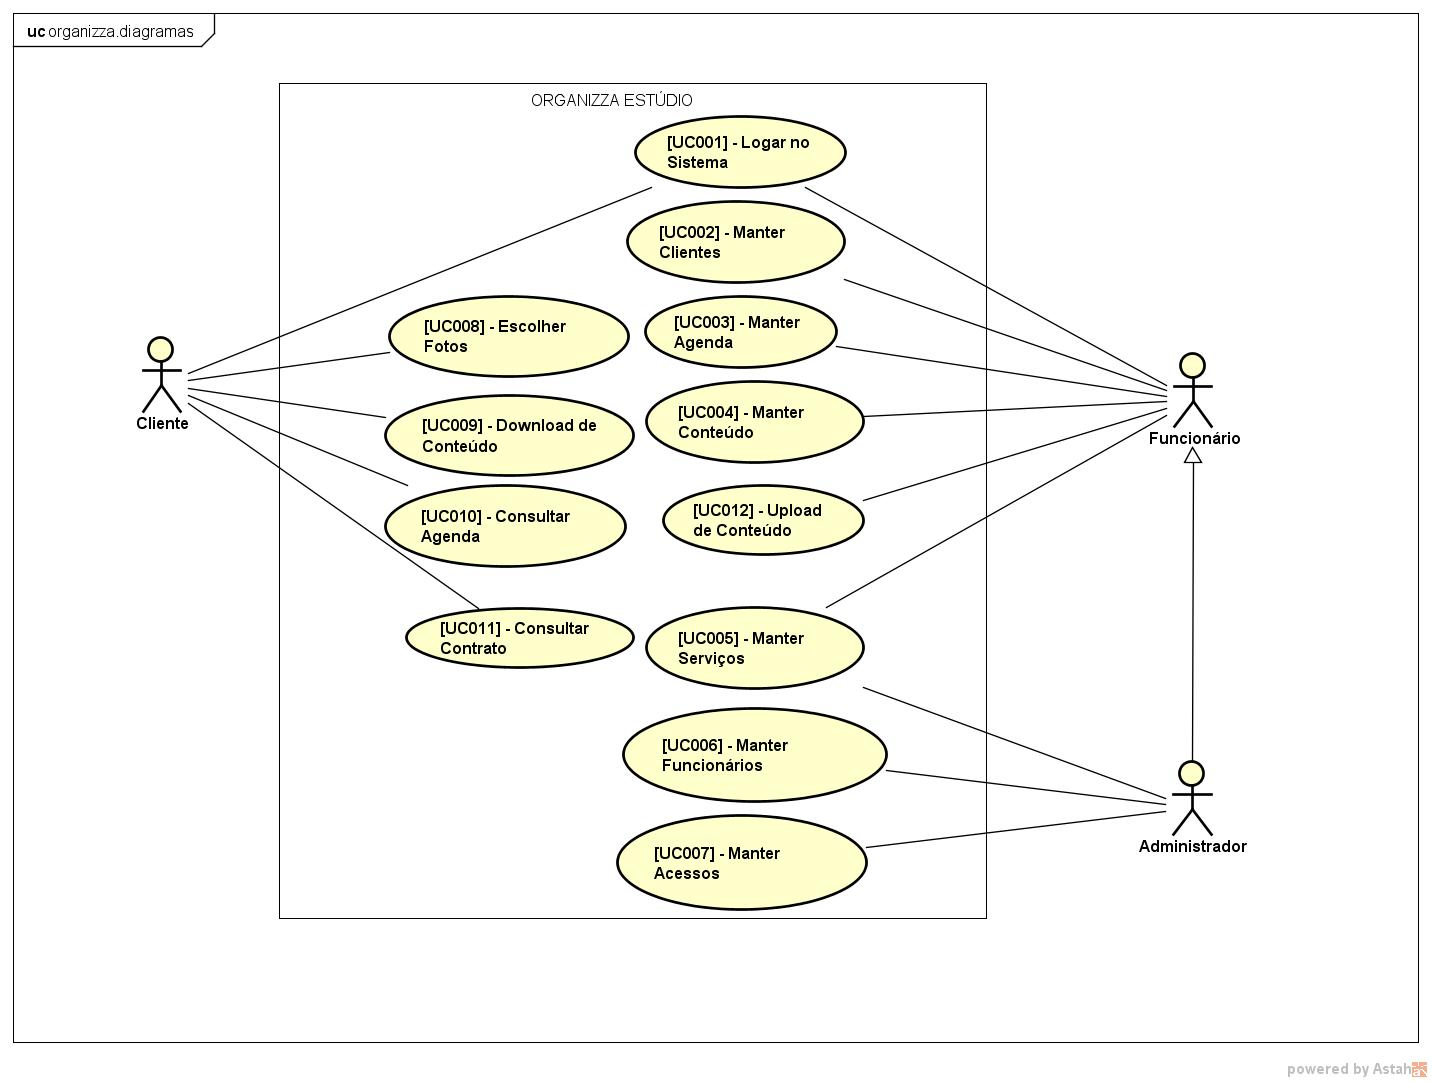 uc organizza.diagramas
ORGANIZZA ESTÚDIO
[UC001] - Logar no
Sistema
[UC002] - Manter
Clientes
[UC008] - Escolher
Fotos
[UC003] - Manter
Agenda
Cliente
[UC009] - Download de
Conteúdo
[UC004] - Manter
Conteúdo
Funcionário
[UC010] - Consultar
Agenda
[UC012] - Upload
de Conteúdo
[UC011] - Consultar
Contrato
[UC005] - Manter
Serviços
[UC006] - Manter
Funcionários
[UC007] - Manter
Acessos
Administrador
powered by Astah